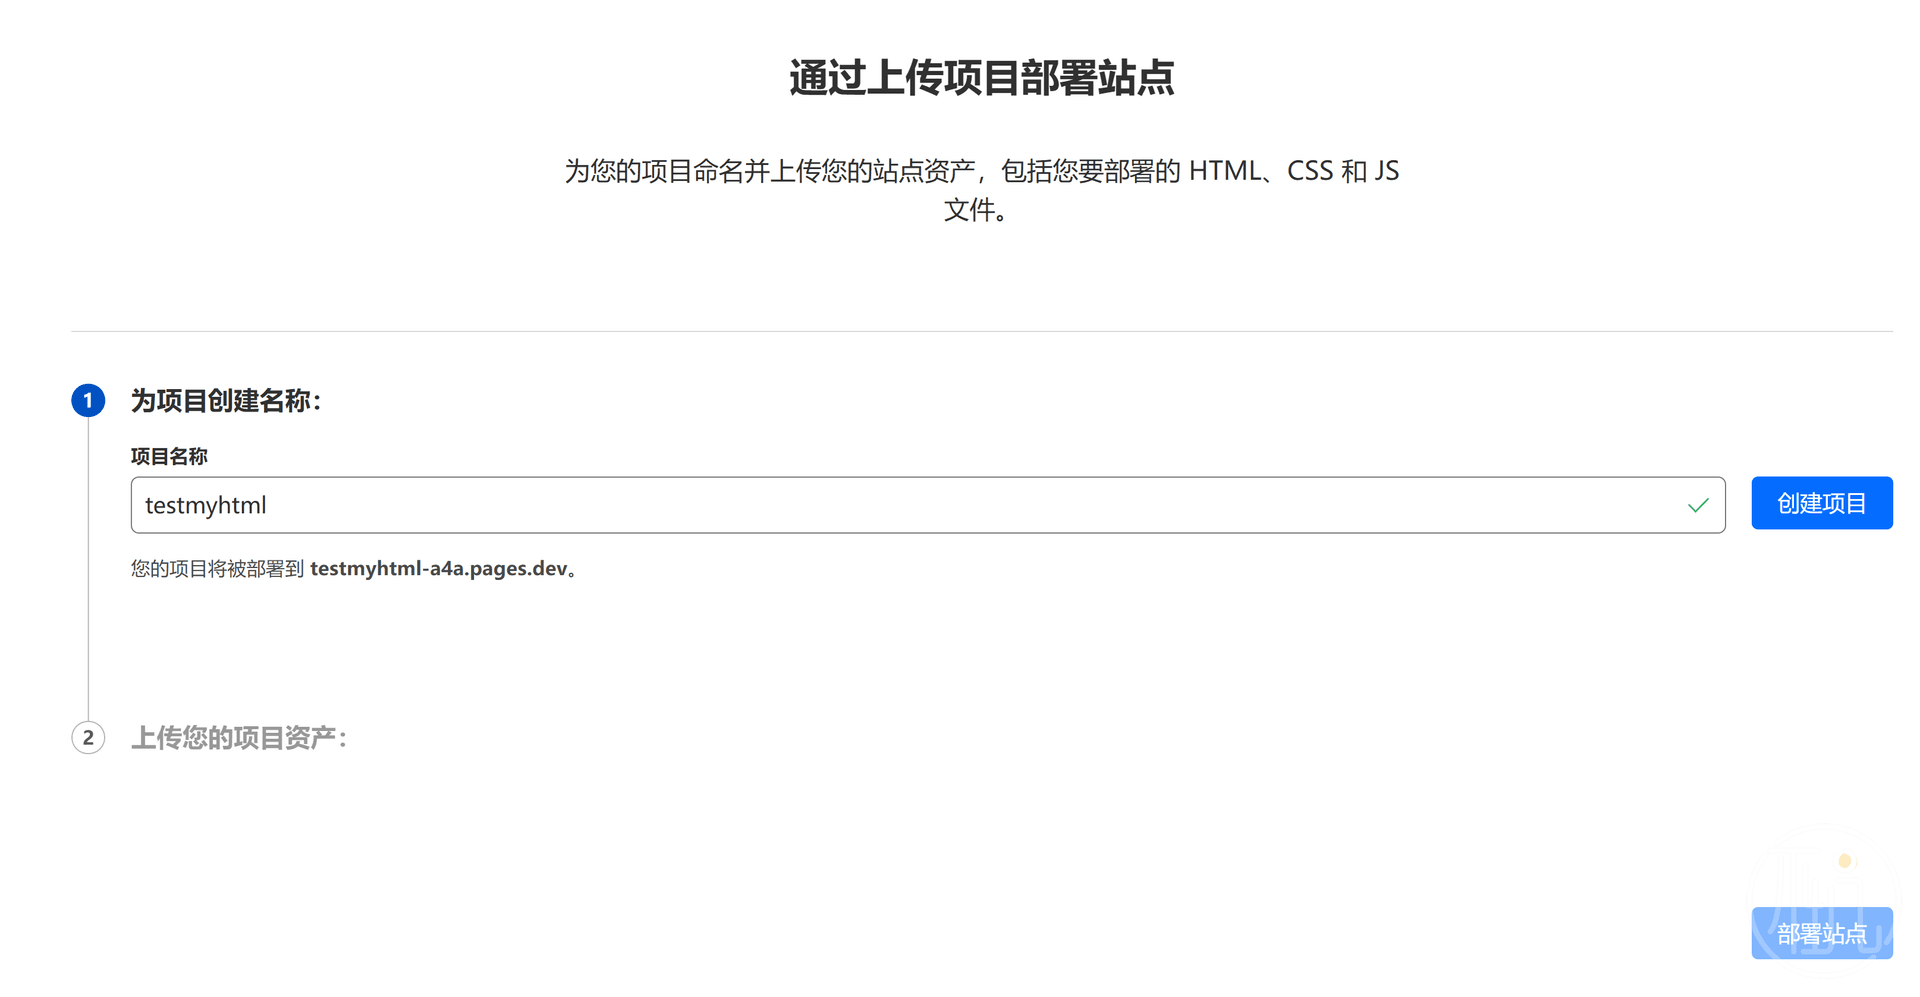 通过上传项目部署站点
为您的项目命名并上传您的站点资产，包括您要部署的 HTML、CSS 和 JS
文件。
1 为项目创建名称：
项目名称
testmyhtml
创建项目
您的项目将被部署到 testmyhtml-a4a.pages.dev。
2 上传您的项目资产：
部署站点